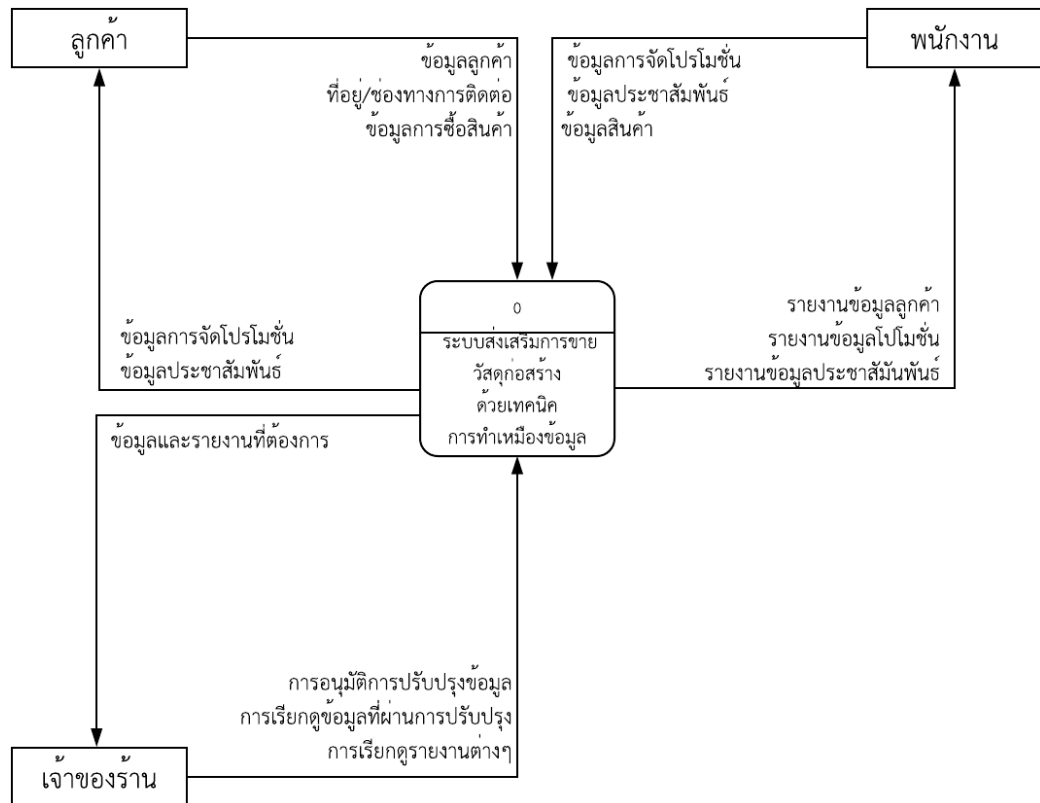 ลูกค้า
พนักงาน
ข้อมูลลูกค้า
ที่อยู่/ช่องทางการติดต่อ
ข้อมูลการซื้อสินค้า
ข้อมูลการจัดโปรโมชั่น
ข้อมูลประชาสัมพันธ์
ข้อมูลสินค้า
0
ระบบส่งเสริมการขาย
วัสดุก่อสร้าง
ด้วยเทคนิค
การทำเหมืองข้อมูล
ข้อมูลการจัดโปรโมชั่น
ข้อมูลประชาสัมพันธ์
รายงานข้อมูลลูกค้า
รายงานข้อมูลโปโมชั่น
รายงานข้อมูลประชาสัมันพันธ์
ข้อมูลและรายงานที่ต้องการ
การอนุมัติการปรับปรุงข้อมูล
การเรียกดูข้อมูลที่ผ่านการปรับปรุง
การเรียกดูรายงานต่างๆ
เจ้าของร้าน